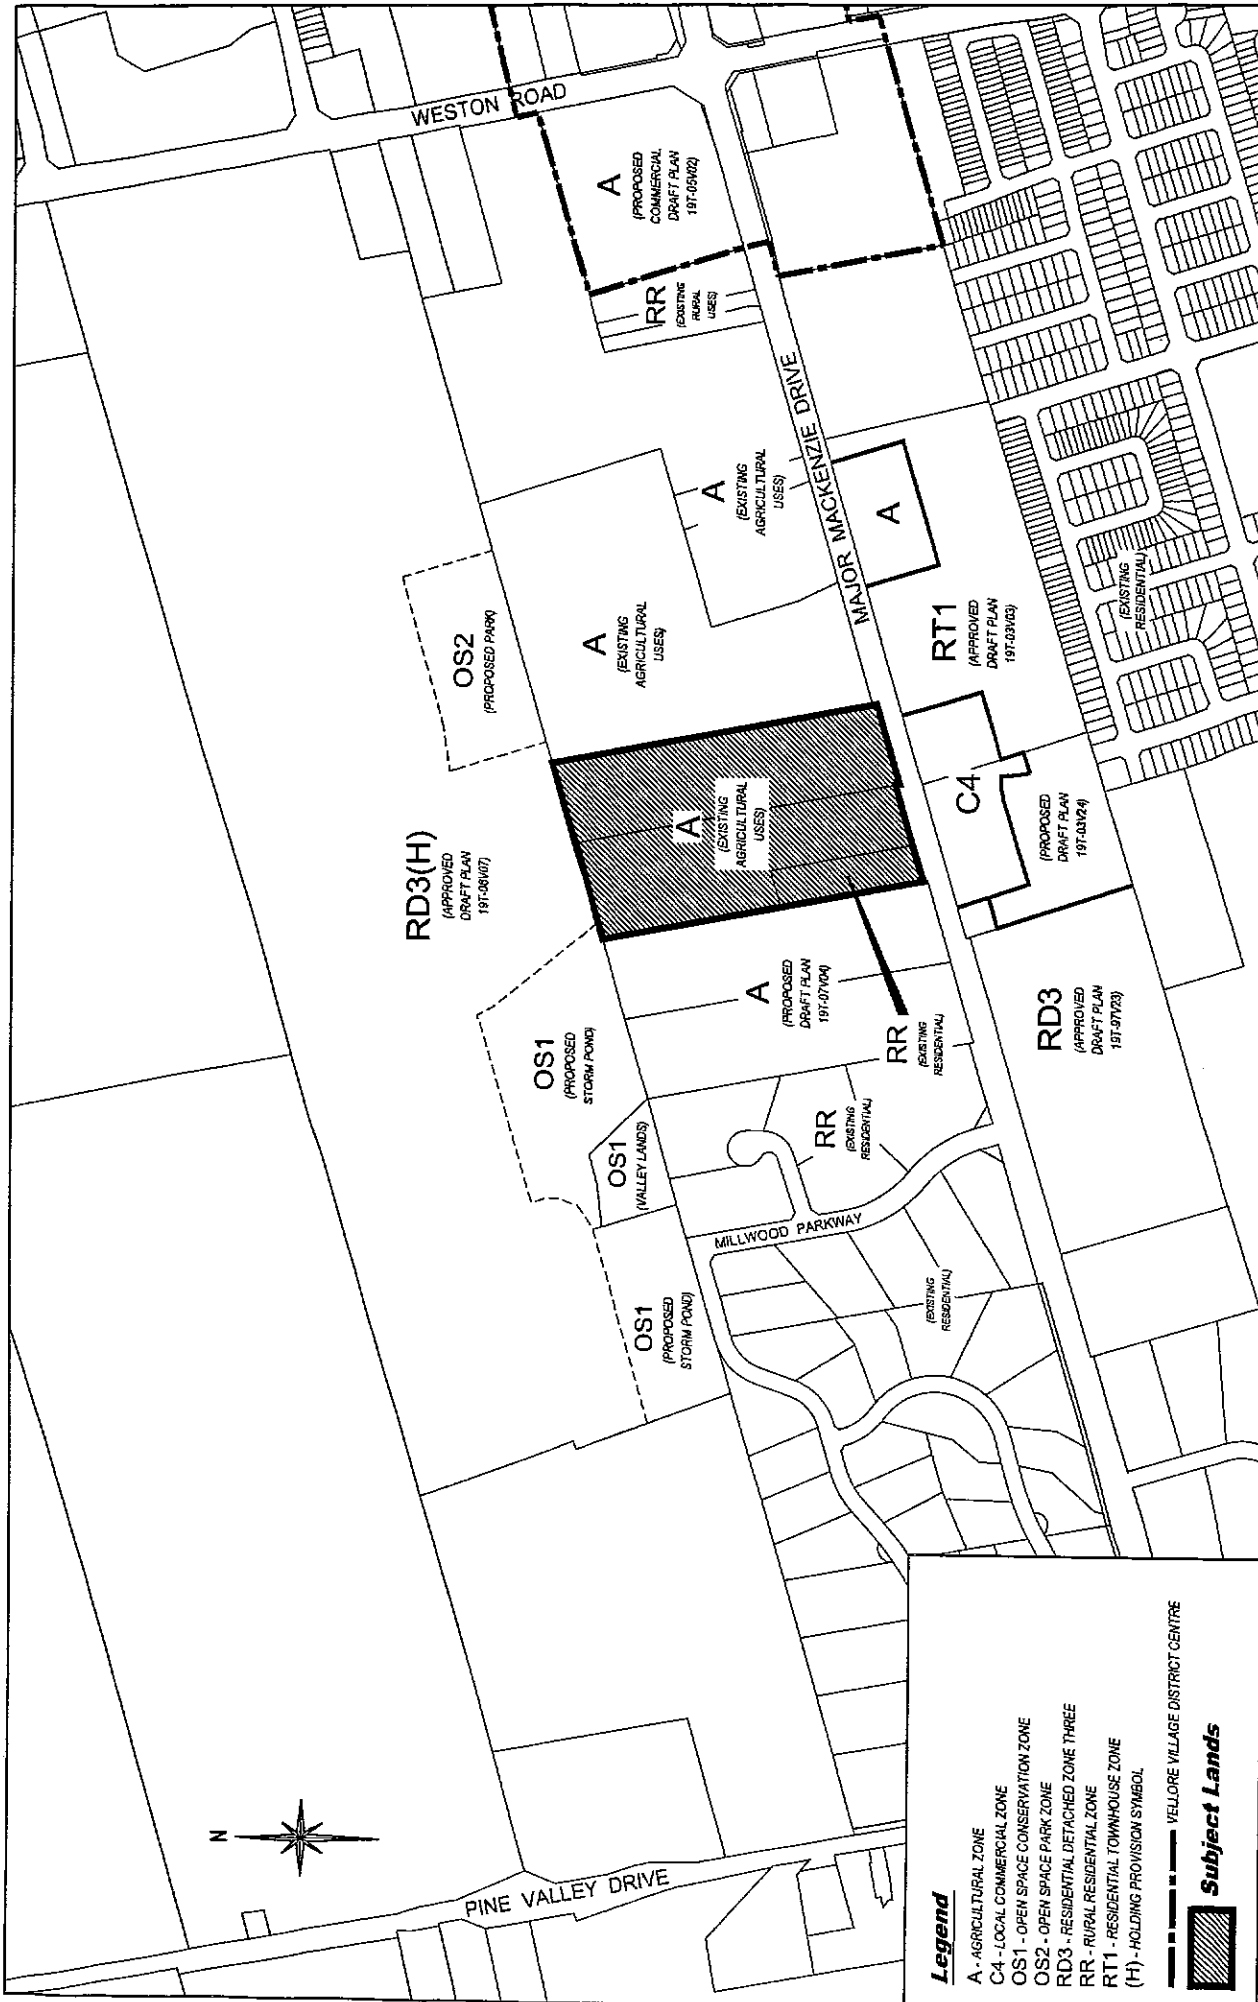 WESTON ROAD
A
(PROPOSED
COMMERCIAL
DRAFT PLAN
19T-05V02)
RR
(EXISTING
RURAL
USES)
MAJOR MACKENZIE DRIVE
A
(EXISTING
AGRICULTURAL
USES)
A
OS2
(PROPOSED PARK)
A
(EXISTING
AGRICULTURAL
USES)
RT1
(APPROVED
DRAFT PLAN
19T-03V03)
(EXISTING
RESIDENTIAL)
RD3(H)
(APPROVED
DRAFT PLAN
19T-06V07)
A
(EXISTING
AGRICULTURAL
USES)
C4
(PROPOSED
DRAFT PLAN
19T-03V24)
A
(PROPOSED
DRAFT PLAN
19T-07V04)
RR
(EXISTING
RESIDENTIAL)
RD3
(APPROVED
DRAFT PLAN
19T-97V23)
OS1
(PROPOSED
STORM POND)
OS1
(VALLEY LANDS)
RR
(EXISTING
RESIDENTIAL)
MILLWOOD PARKWAY
(EXISTING
RESIDENTIAL)
OS1
(PROPOSED
STORM POND)
N
PINE VALLEY DRIVE
Legend
A - AGRICULTURAL ZONE
C4 - LOCAL COMMERCIAL ZONE
OS1 - OPEN SPACE CONSERVATION ZONE
OS2 - OPEN SPACE PARK ZONE
RD3 - RESIDENTIAL DETACHED ZONE THREE
RR - RURAL RESIDENTIAL ZONE
RT1 - RESIDENTIAL TOWNHOUSE ZONE
(H) - HOLDING PROVISION SYMBOL
VELLORE VILLAGE DISTRICT CENTRE
Subject Lands